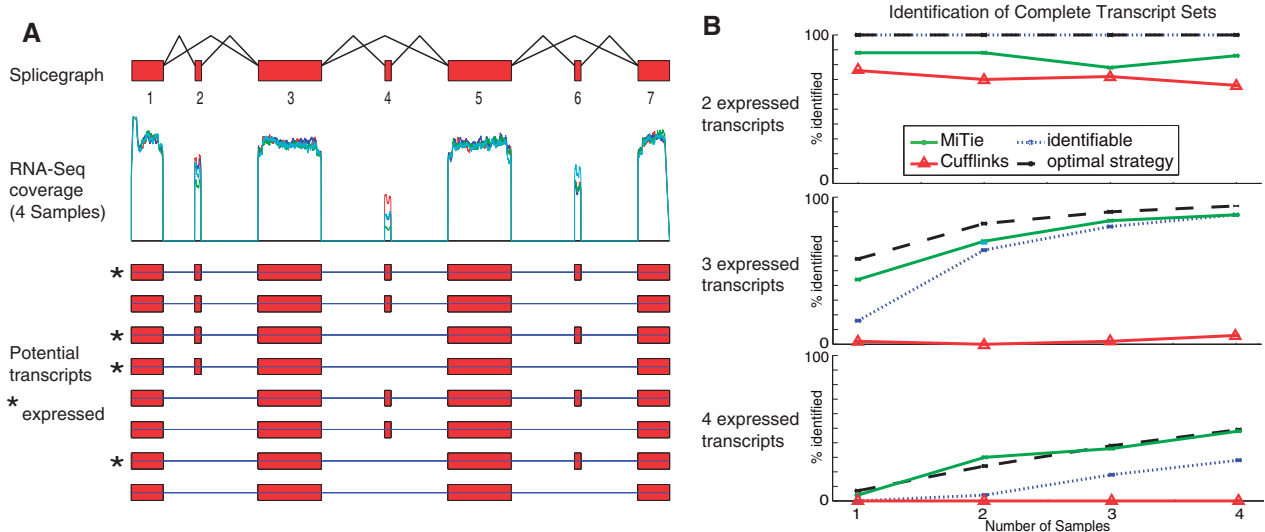 A
Splicegraph
1 2 3 4 5 6 7
RNA-Seq
coverage
(4 Samples)
*
*
*
Potential
transcripts
* expressed
*
B
Identification of Complete Transcript Sets
2 expressed
transcripts
% identified
100
0
MiTie
Cufflinks
identifiable
optimal strategy
3 expressed
transcripts
% identified
100
0
4 expressed
transcripts
% identified
100
0
1 2 3 4
Number of Samples